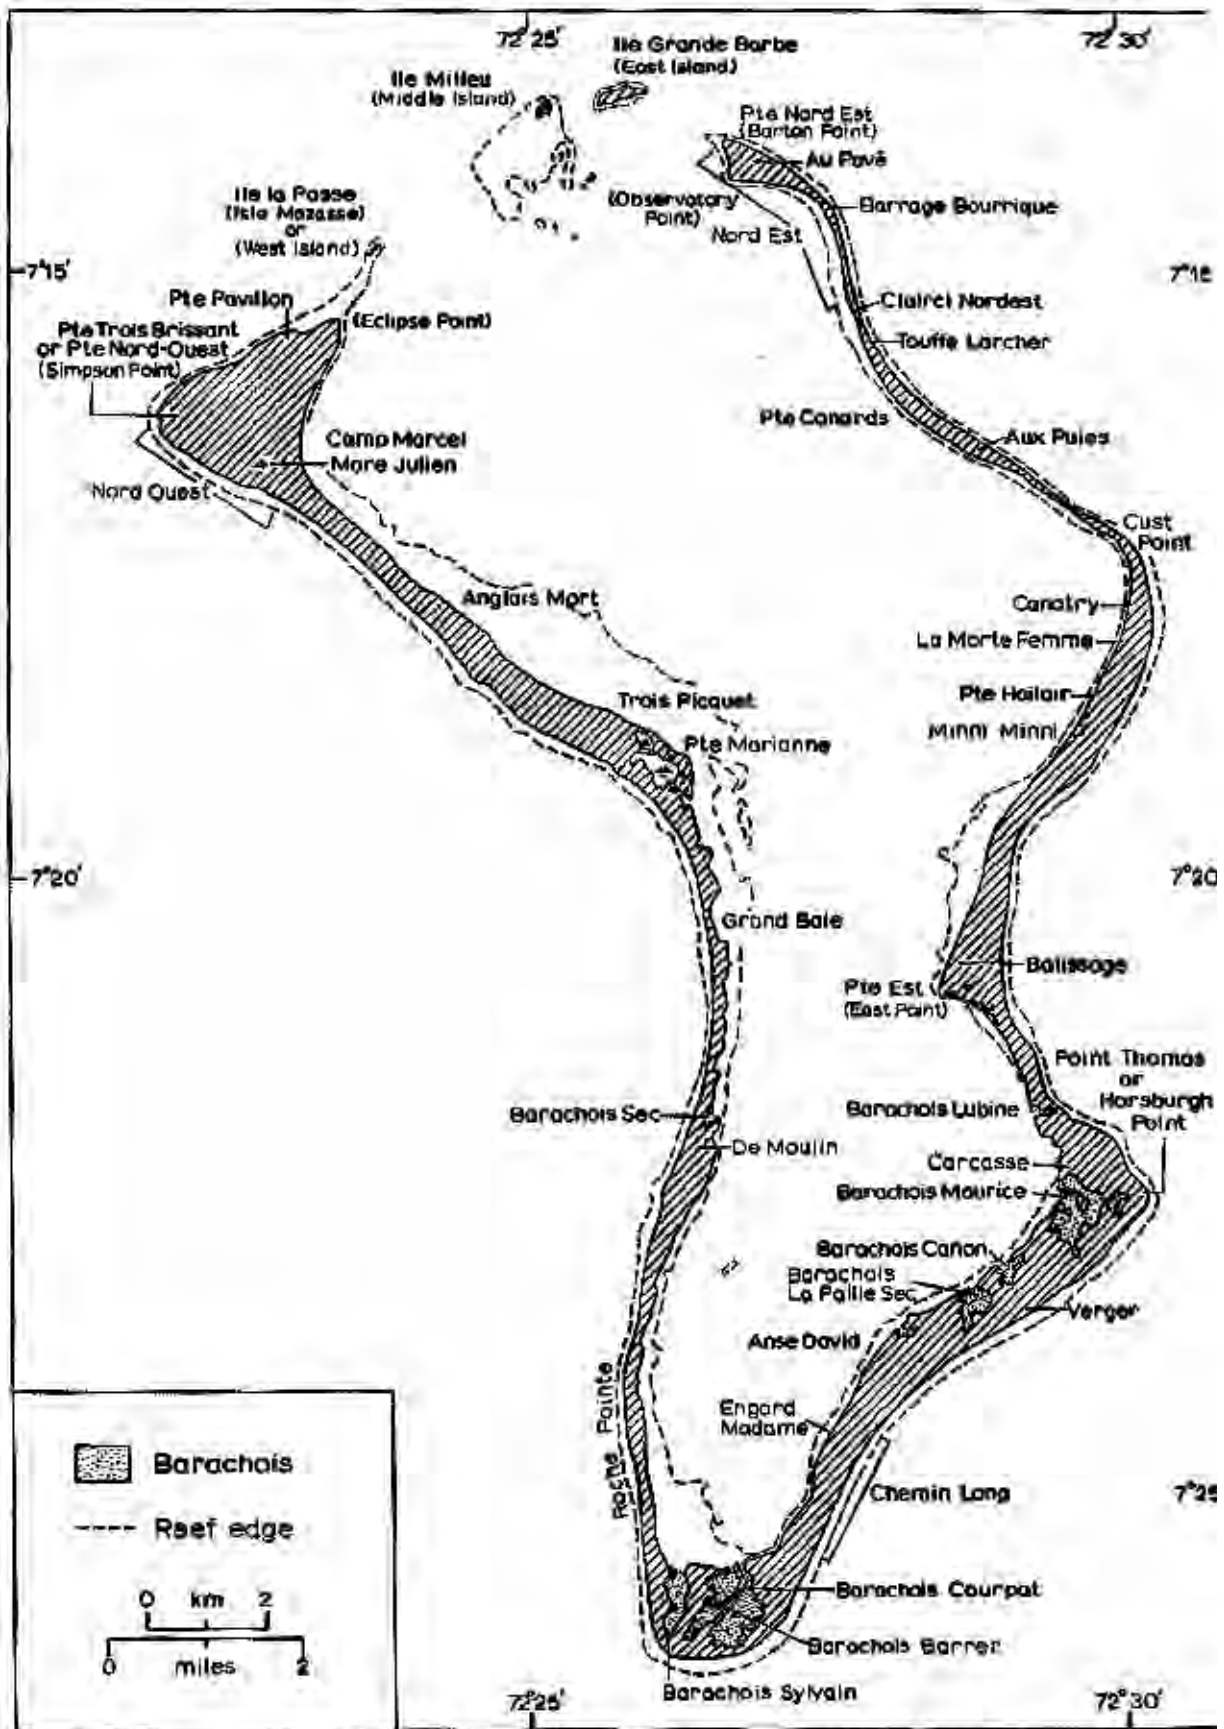 72°25'
72°30'
Ile Grande Barbe
(East Island)
Ile Milieu
(Middle Island)
Pte Nord Est
(Barton Point)
Au Pavé
Ile la Passe
(Isle Mazasse)
or
(West Island)
(Observatory
Point)
Nord Est
Barrage Bourrique
7°15'
7°15
Pte Pavillon
(Eclipse Point)
Pte Trois Brissant
or Pte Nord-Ouest
(Simpson Point)
Clairci Nordest
Touffe Larcher
Pte Canards
Camp Marcel
Mare Julien
Aux Puies
Nord Ouest
Cust
Point
Anglais Mort
Canatry
La Morte Femme
Trois Picquet
Pte Hallair
Pte Marianne
Minni Minni
7°20'
7°20
Grand Baie
Balissage
Pte Est
(East Point)
Point Thomas
or
Horsburgh
Point
Barachois Sec
Barachois Lubine
De Moulin
Carcasse
Barachois Maurice
Barachois Canon
Barachois
La Paille Sec
Verger
Anse David
Engard
Madame
Roche Pointe
Chemin Long
7°25
Barachois
Reef edge
0 km 2
0 miles 2
Barachois Courpat
Barachois Barrer
Barachois Sylvain
72°25'
72°30'